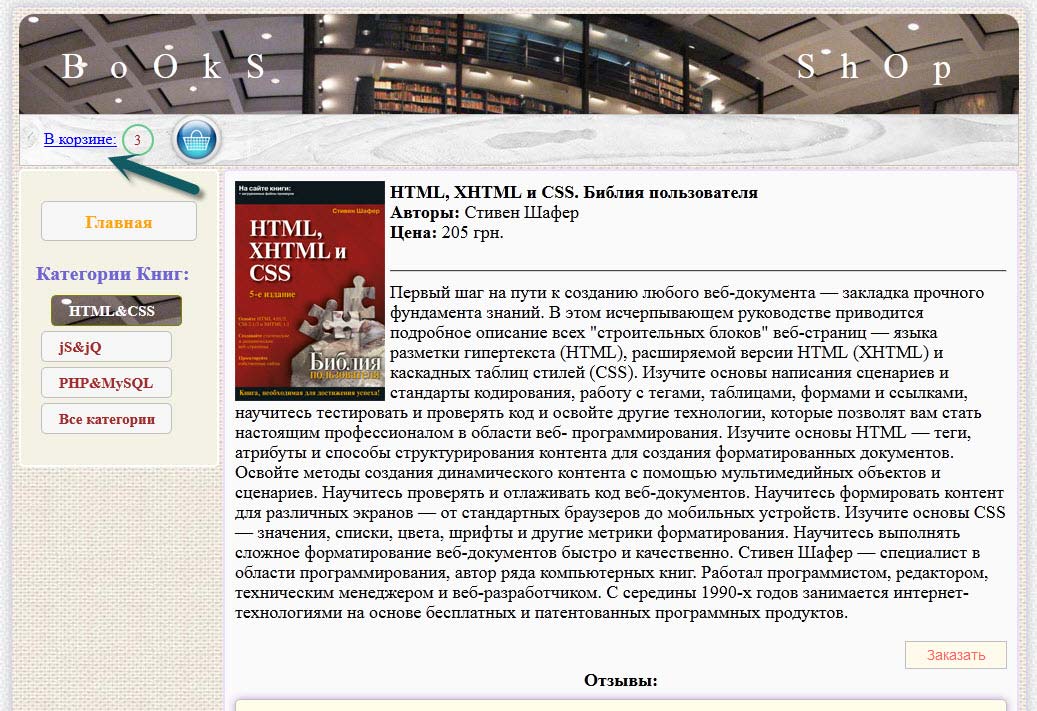 BoOkS ShOp
В корзине: 3
Главная
Категории Книг:
HTML&CSS
jS&jQ
PHP&MySQL
Все категории
На сайте книги:
Стивен Шафер
HTML,
XHTML и
CSS
5-е издание
Библия
пользователя
Книга, необходимая для достижения успеха!
HTML, XHTML и CSS. Библия пользователя
Авторы: Стивен Шафер
Цена: 205 грн.
Первый шаг на пути к созданию любого веб-документа — закладка прочного
фундамента знаний. В этом исчерпывающем руководстве приводится
подробное описание всех "строительных блоков" веб-страниц — языка
разметки гипертекста (HTML), расширяемой версии HTML (XHTML) и
каскадных таблиц стилей (CSS). Изучите основы написания сценариев и
стандарты кодирования, работу с тегами, таблицами, формами и ссылками,
научитесь тестировать и проверять код и освойте другие технологии, которые позволят вам стать
настоящим профессионалом в области веб- программирования. Изучите основы HTML — теги,
атрибуты и способы структурирования контента для создания форматированных документов.
Освойте методы создания динамического контента с помощью мультимедийных объектов и
сценариев. Научитесь проверять и отлаживать код веб-документов. Научитесь формировать контент
для различных экранов — от стандартных браузеров до мобильных устройств. Изучите основы CSS
— значения, списки, цвета, шрифты и другие метрики форматирования. Научитесь выполнять
сложное форматирование веб-документов быстро и качественно. Стивен Шафер — специалист в
области программирования, автор ряда компьютерных книг. Работал программистом, редактором,
техническим менеджером и веб-разработчиком. С середины 1990-х годов занимается интернет-
технологиями на основе бесплатных и патентованных программных продуктов.
Заказать
Отзывы: